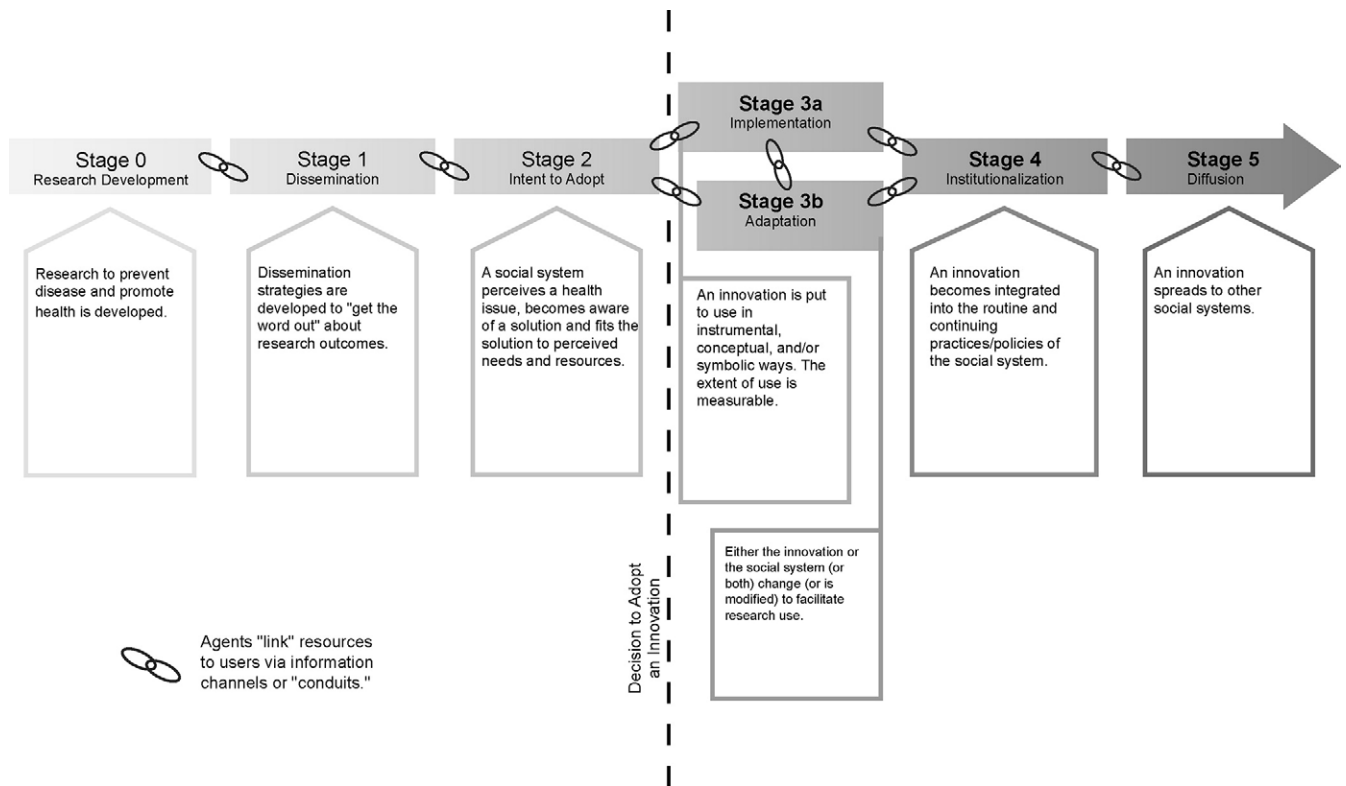 Stage 0
Research Development
Stage 1
Dissemination
Stage 2
Intent to Adopt
Stage 3a
Implementation
Stage 3b
Adaptation
Stage 4
Institutionalization
Stage 5
Diffusion
Research to prevent
disease and promote
health is developed.
Dissemination
strategies are
developed to "get the
word out" about
research outcomes.
A social system
perceives a health
issue, becomes aware
of a solution and fits the
solution to perceived
needs and resources.
An innovation is put
to use in
instrumental,
conceptual, and/or
symbolic ways. The
extent of use is
measurable.
Either the innovation or
the social system (or
both) change (or is
modified) to facilitate
research use.
An innovation
becomes integrated
into the routine and
continuing
practices/policies of
of the social system.
An innovation
spreads to other
social systems.
Decision to Adopt
an Innovation
Agents "link" resources
to users via information
channels or "conduits."